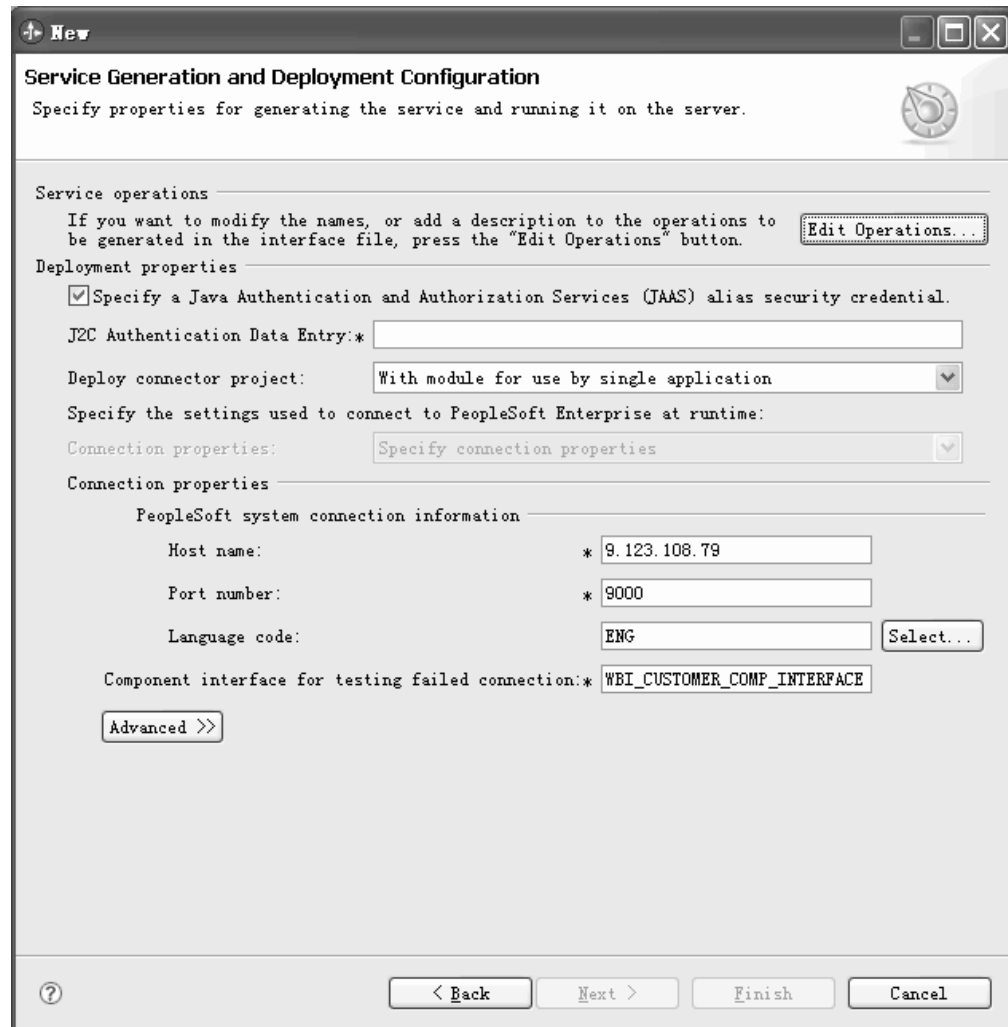 New
Service Generation and Deployment Configuration
Specify properties for generating the service and running it on the server.
Service operations
If you want to modify the names, or add a description to the operations to
be generated in the interface file, press the "Edit Operations" button.
Edit Operations...
Deployment properties
Specify a Java Authentication and Authorization Services (JAAS) alias security credential.
J2C Authentication Data Entry:*
Deploy connector project: With module for use by single application
Specify the settings used to connect to PeopleSoft Enterprise at runtime:
Connection properties: Specify connection properties
Connection properties
PeopleSoft system connection information
Host name: * 9.123.108.79
Port number: * 9000
Language code: ENG Select...
Component interface for testing failed connection:* WBI_CUSTOMER_COMP_INTERFACE
Advanced >>
? < Back Next > Finish Cancel